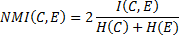 NMI(C,E) = 2 I(C,E) / H(C) + H(E)